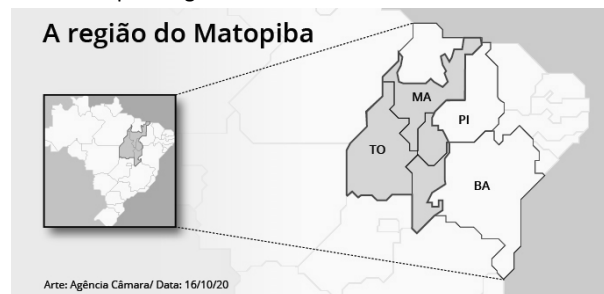 A região do Matopiba
MA
PI
TO
BA
Arte: Agência Câmara/ Data: 16/10/20